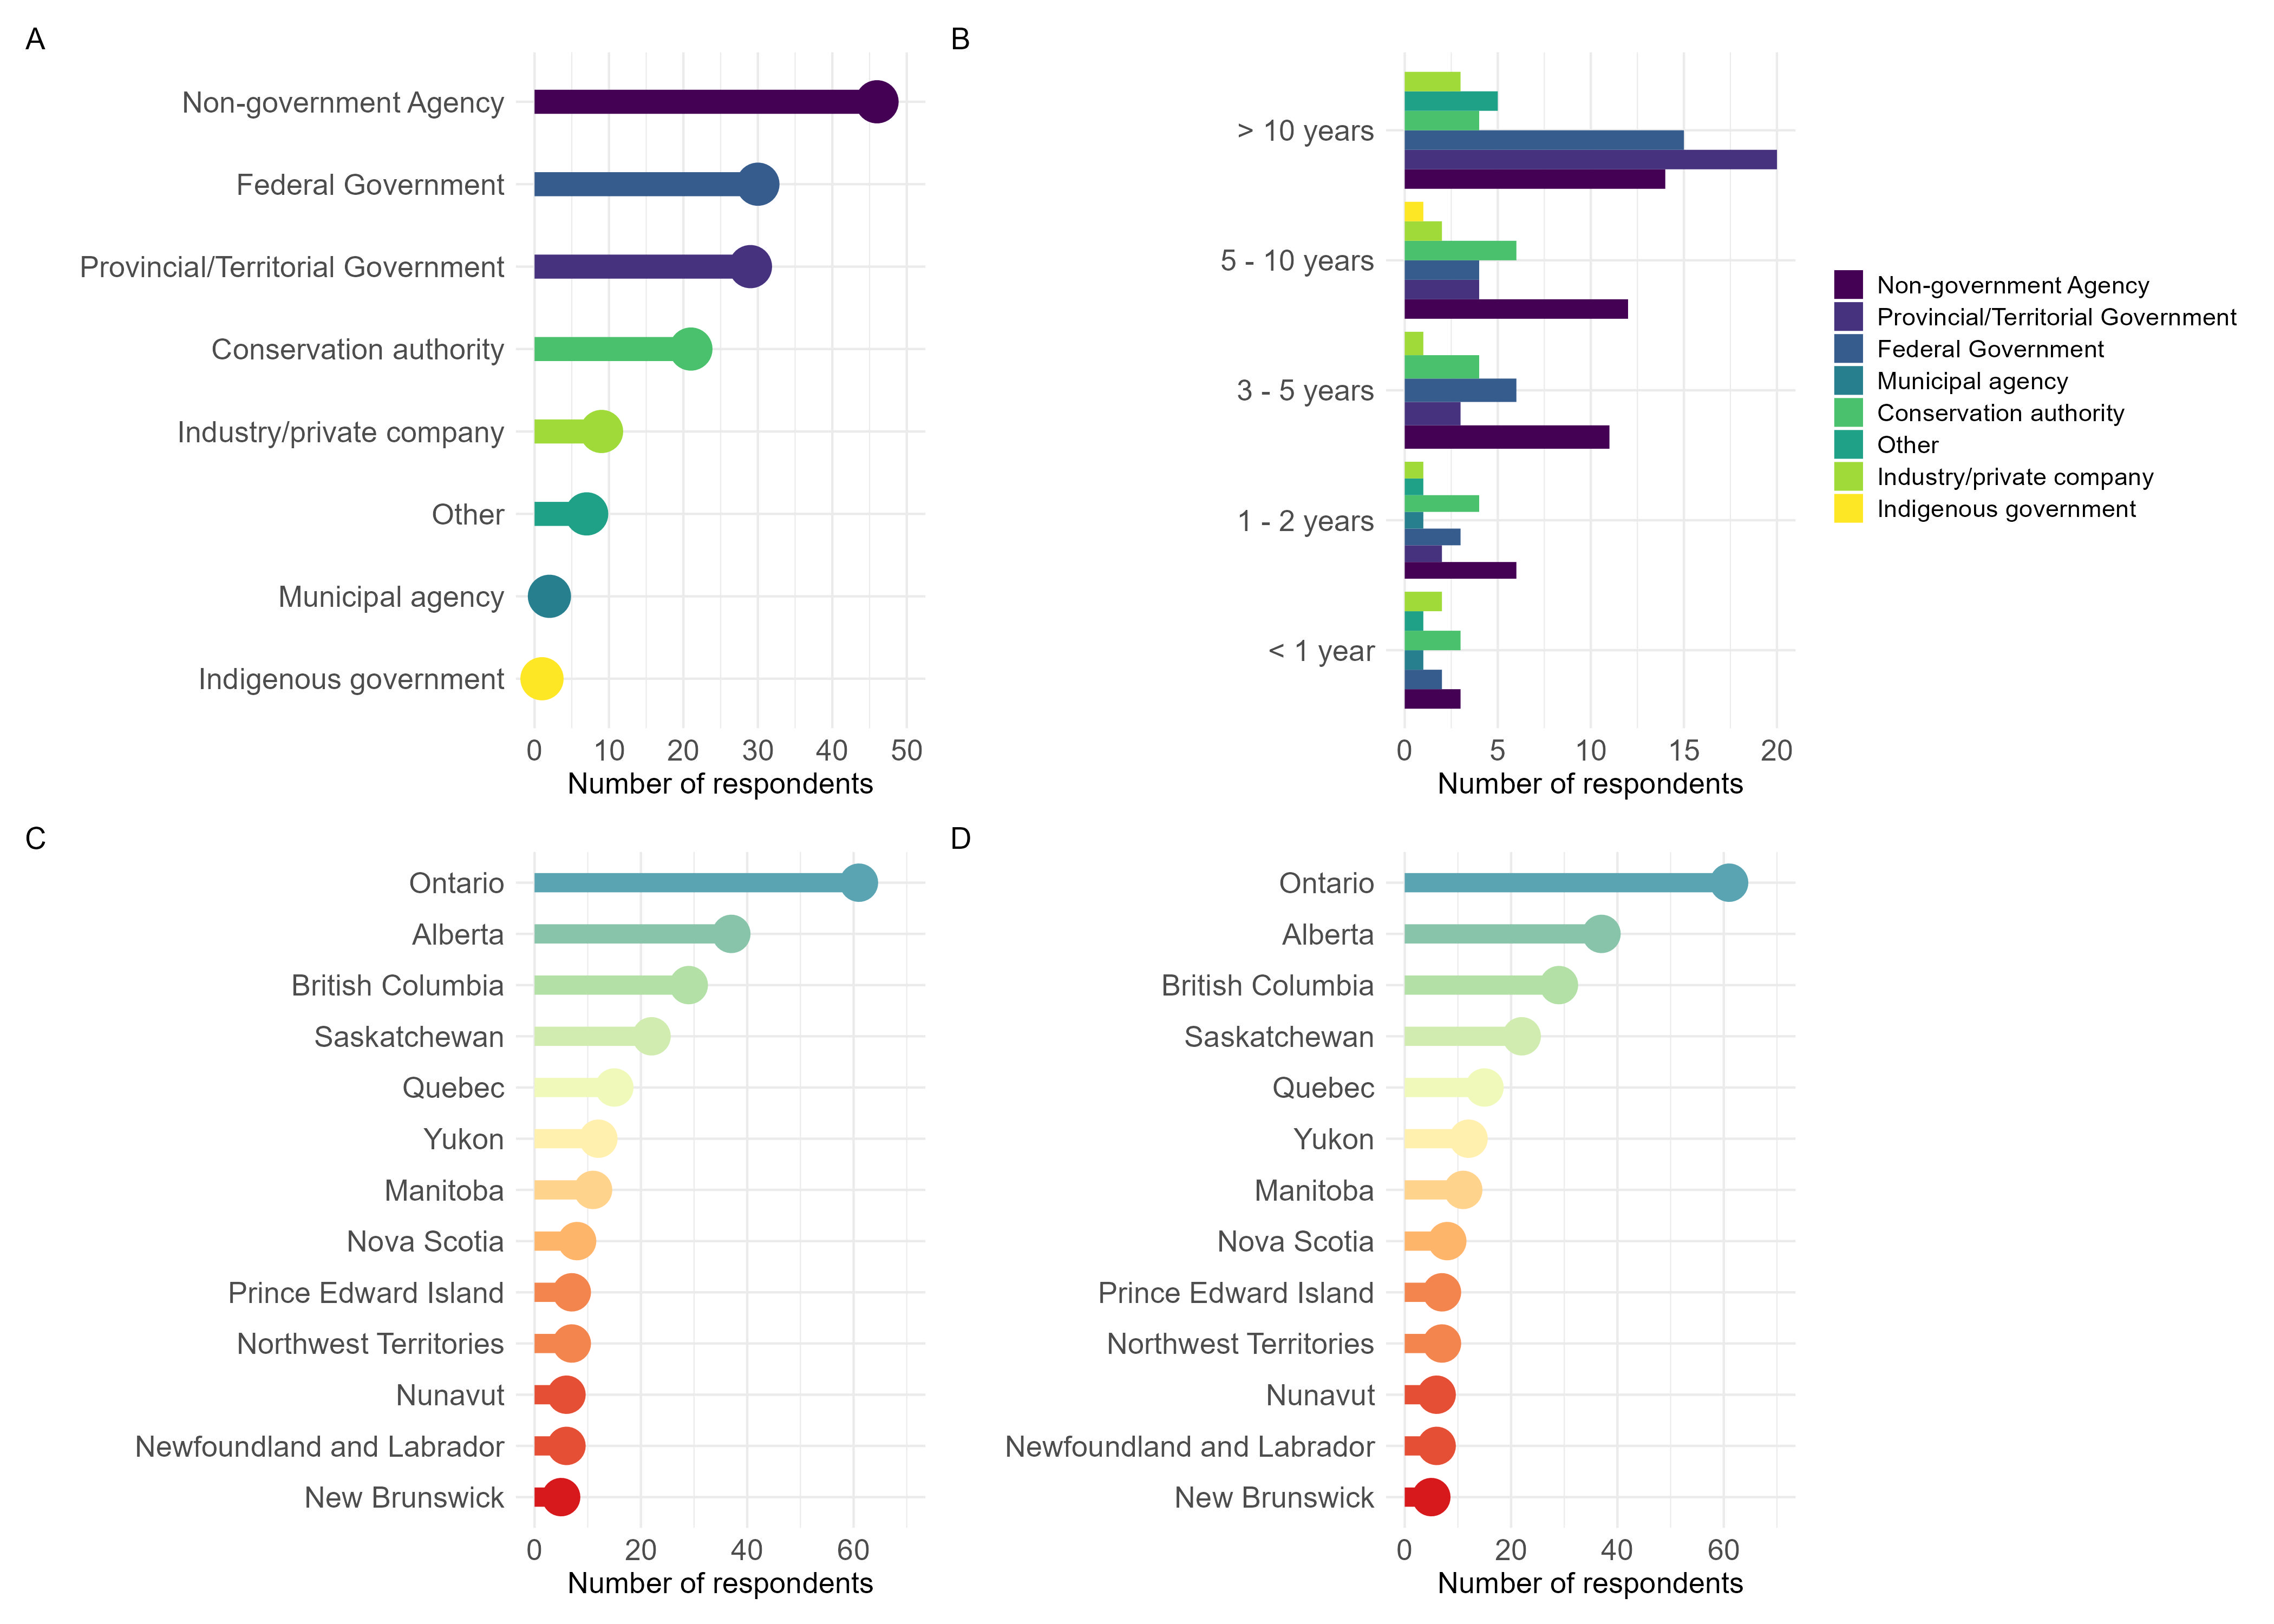 A
Non-government Agency
Federal Government
Provincial/Territorial Government
Conservation authority
Industry/private company
Other
Municipal agency
Indigenous government
0 10 20 30 40 50
Number of respondents
B
> 10 years
5 - 10 years
3 - 5 years
1 - 2 years
< 1 year
0 5 10 15 20
Number of respondents
Non-government Agency
Provincial/Territorial Government
Federal Government
Municipal agency
Conservation authority
Other
Industry/private company
Indigenous government
C
Ontario
Alberta
British Columbia
Saskatchewan
Quebec
Yukon
Manitoba
Nova Scotia
Prince Edward Island
Northwest Territories
Nunavut
Newfoundland and Labrador
New Brunswick
0 20 40 60
Number of respondents
D
Ontario
Alberta
British Columbia
Saskatchewan
Quebec
Yukon
Manitoba
Nova Scotia
Prince Edward Island
Northwest Territories
Nunavut
Newfoundland and Labrador
New Brunswick
0 20 40 60
Number of respondents